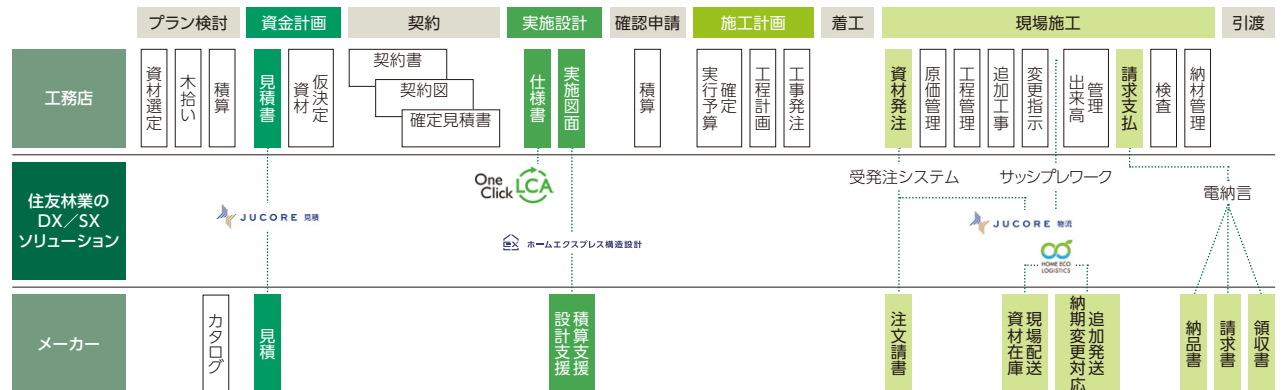 プラン検討
資金計画
契約
実施設計
確認申請
施工計画
着工
現場施工
引渡
工務店
資材選定
木拾い
積算
見積書
仮決定
資材
契約書
契約図
確定見積書
仕様書
実施図面
積算
確定
実行予算
工程計画
工事発注
資材発注
原価管理
工程管理
追加工事
変更指示
管理
出来高
請求支払
検査
納材管理
住友林業の
DX／SX
ソリューション
JUCORE 見積
One
Click
LCA
ホームエクスプレス構造設計
受発注システム
サッシプレワーク
JUCORE 物流
HOME ECO
LOGISTICS
電納言
メーカー
カタログ
見積
積算支援
設計支援
注文請書
現場配送
資材在庫
追加発送
納期変更対応
納品書
請求書
領収書